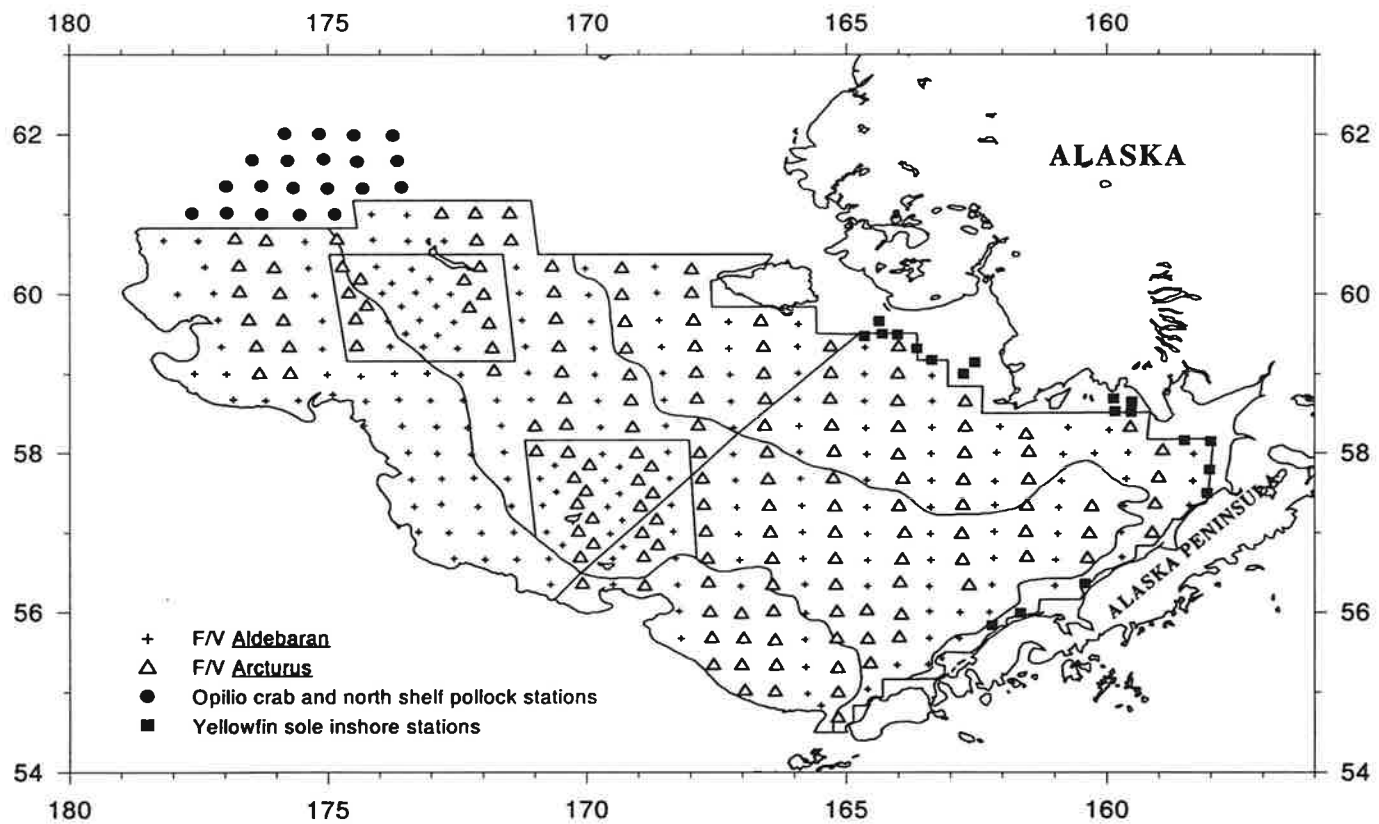 180 175 170 165 160
62 62
ALASKA
60 60
58 58
ALASKA PENINSULA
56 56
+ F/V Aldebaran
△ F/V Arcturus
● Opilio crab and north shelf pollock stations
■ Yellowfin sole inshore stations
54 54
180 175 170 165 160